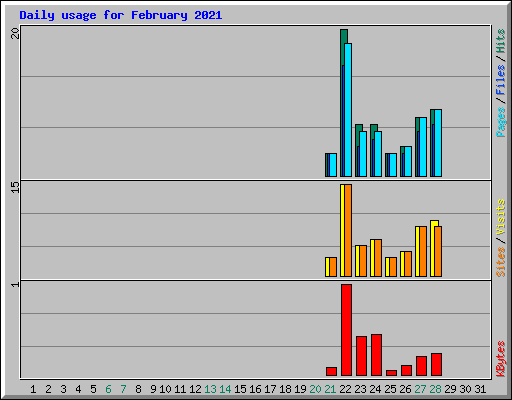 Daily usage for February 2021
20
15
1
Pages/Files/Hits
Sites/Visits
KBytes
1 2 3 4 5 6 7 8 9 10 11 12 13 14 15 16 17 18 19 20 21 22 23 24 25 26 27 28 29 30 31